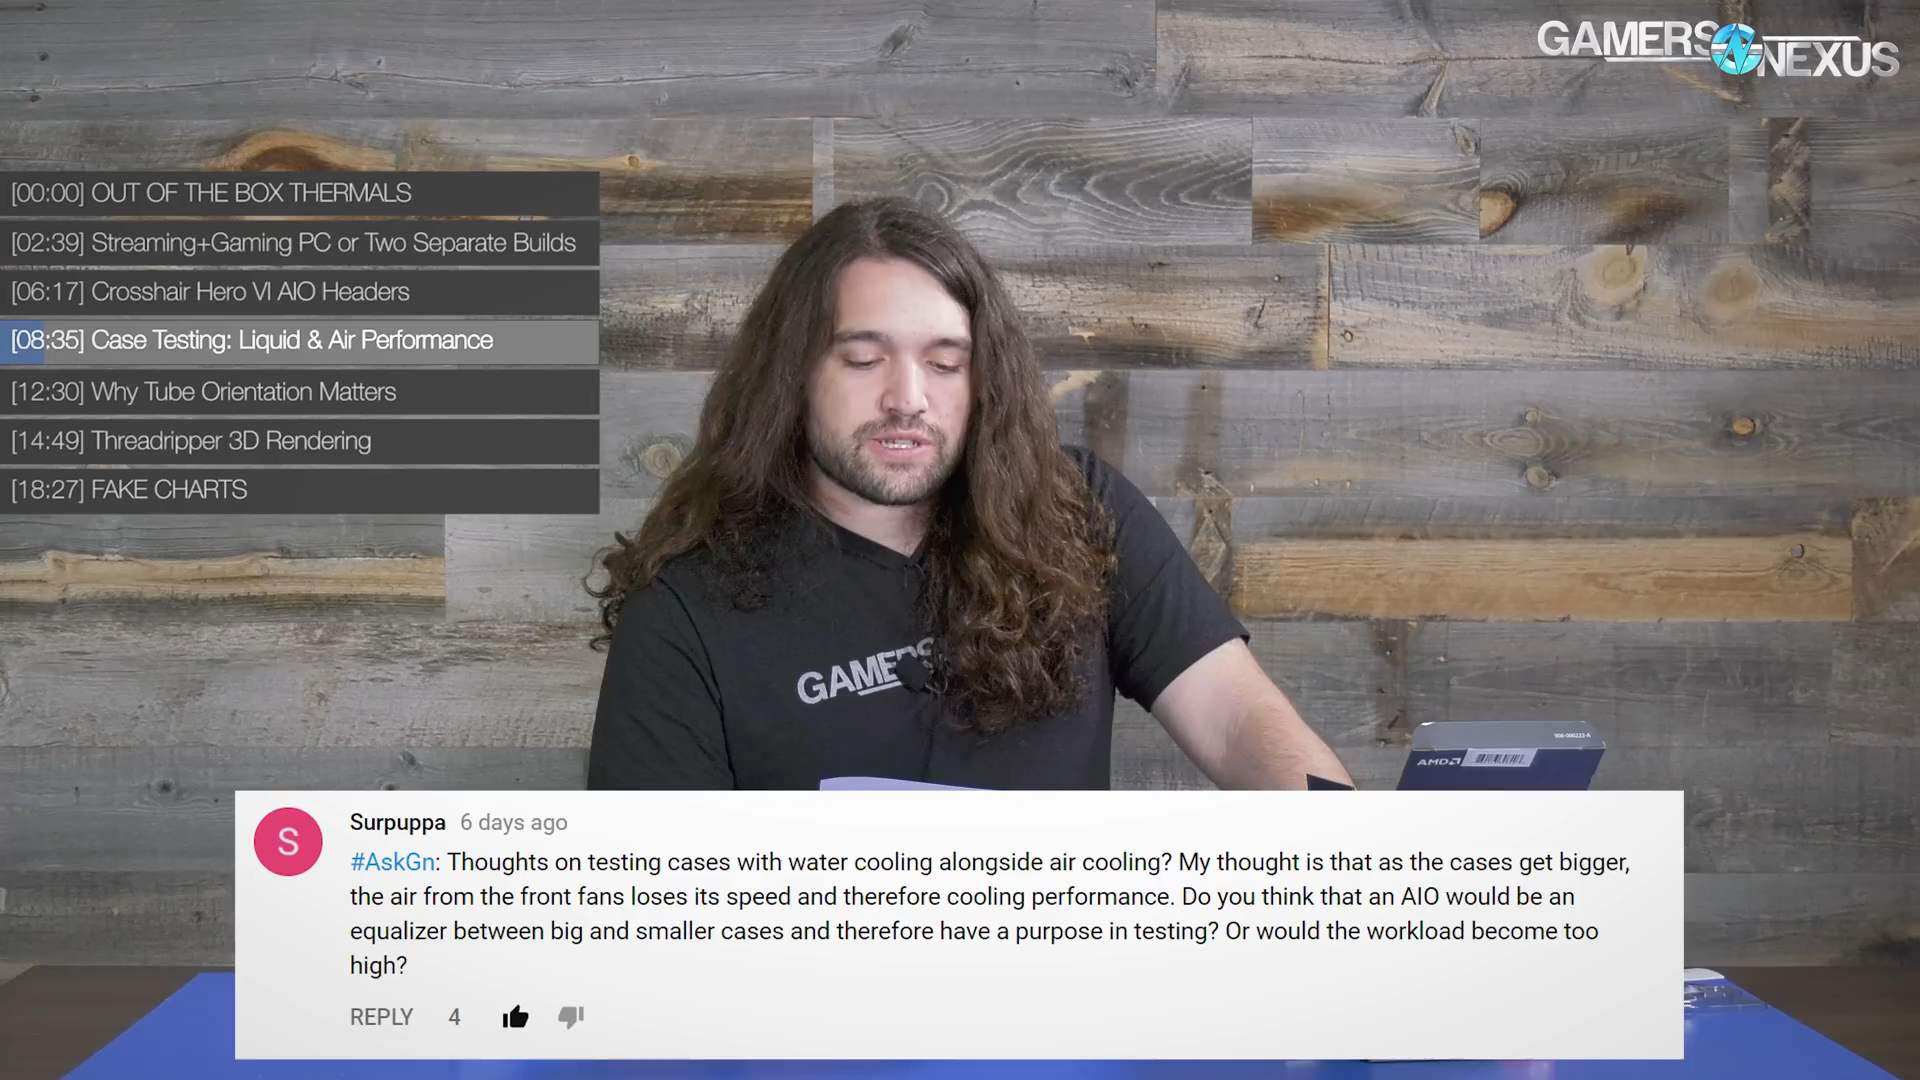 GAMERS NEXUS
[00:00] OUT OF THE BOX THERMALS
[02:39] Streaming+Gaming PC or Two Separate Builds
[06:17] Crosshair Hero VI AIO Headers
[08:35] Case Testing: Liquid & Air Performance
[12:30] Why Tube Orientation Matters
[14:49] Threadripper 3D Rendering
[18:27] FAKE CHARTS
GAMERS
906-000223-A
AMD
S
Surpuppa 6 days ago
#AskGn: Thoughts on testing cases with water cooling alongside air cooling? My thought is that as the cases get bigger,
the air from the front fans loses its speed and therefore cooling performance. Do you think that an AIO would be an
equalizer between big and smaller cases and therefore have a purpose in testing? Or would the workload become too
high?
REPLY 4